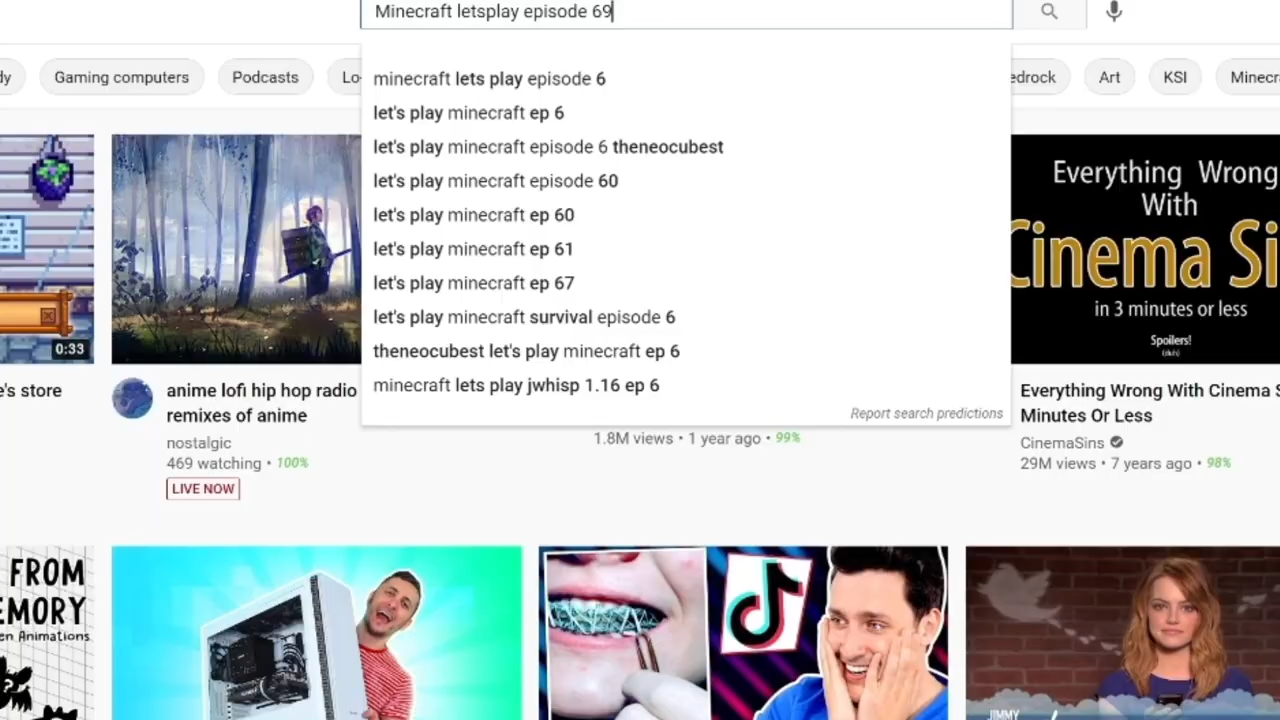 Minecraft letsplay episode 69
dy
Gaming computers
Podcasts
Lo-
edrock
Art
KSI
Minecra
minecraft lets play episode 6
let's play minecraft ep 6
let's play minecraft episode 6 theneocubest
let's play minecraft episode 60
let's play minecraft ep 60
let's play minecraft ep 61
let's play minecraft ep 67
let's play minecraft survival episode 6
theneocubest let's play minecraft ep 6
minecraft lets play jwhisp 1.16 ep 6
Report search predictions
0:33
e's store
anime lofi hip hop radio
remixes of anime
nostalgic
469 watching • 100%
LIVE NOW
1.8M views • 1 year ago • 99%
Everything Wrong
With
Cinema Si
in 3 minutes or less
Spoilers!
(duh)
Everything Wrong With Cinema S
Minutes Or Less
CinemaSins
29M views • 7 years ago • 98%
FROM
EMORY
en Animations
JIMMY